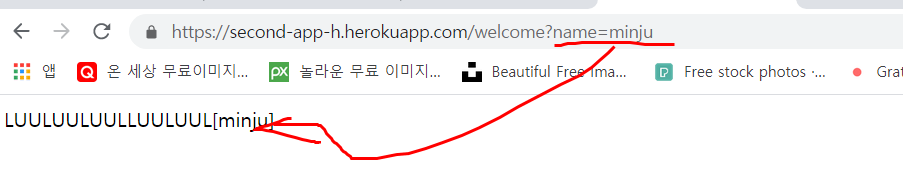 https://second-app-h.herokuapp.com/welcome?name=minju
앱 온 세상 무료이미지... px 놀라운 무료 이미지... Beautiful Free Ima... Free stock photos ·... Grat
LUULUULUULLUULUUL[minju]